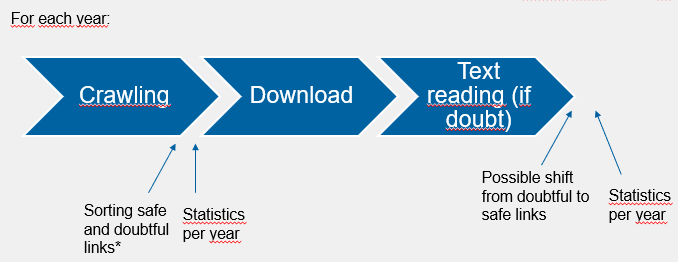 For each year:
Crawling
Download
Text
reading (if
doubt)
Sorting safe
and doubtful
links*
Statistics
per year
Possible shift
from doubtful to
safe links
Statistics
per year